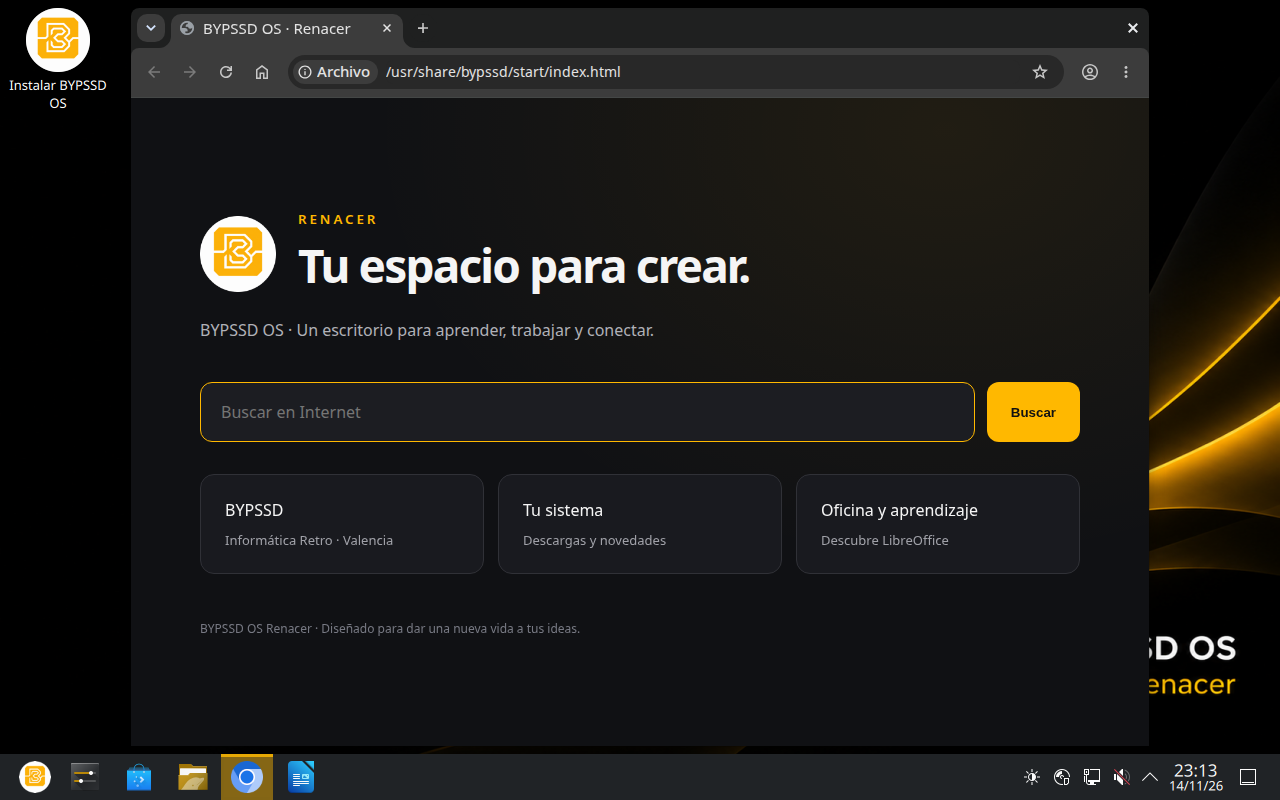 Instalar BYPSSD
OS
BYPSSD OS · Renacer
Archivo
/usr/share/bypssd/start/index.html
RENACER
Tu espacio para crear.
BYPSSD OS · Un escritorio para aprender, trabajar y conectar.
Buscar en Internet
Buscar
BYPSSD
Informática Retro · Valencia
Tu sistema
Descargas y novedades
Oficina y aprendizaje
Descubre LibreOffice
BYPSSD OS Renacer · Diseñado para dar una nueva vida a tus ideas.
SD OS
enacer
23:13
14/11/26